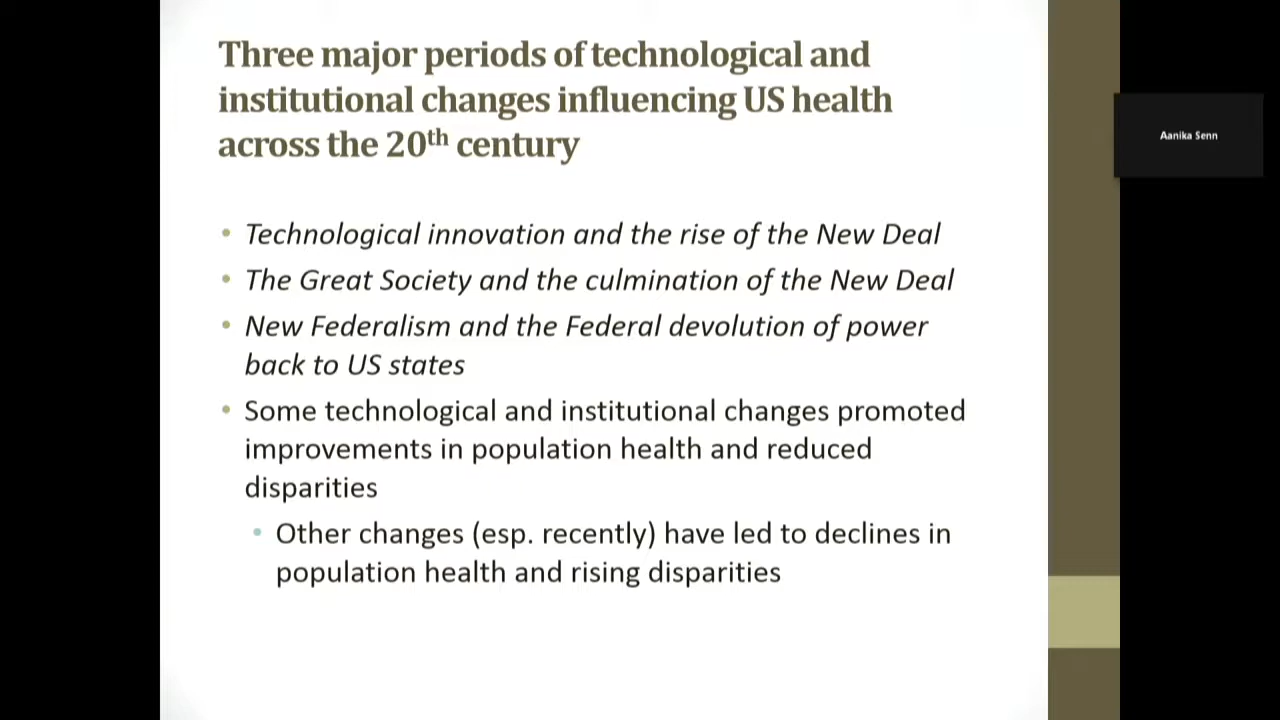 Three major periods of technological and
institutional changes influencing US health
across the 20th century
• Technological innovation and the rise of the New Deal
• The Great Society and the culmination of the New Deal
• New Federalism and the Federal devolution of power
back to US states
• Some technological and institutional changes promoted
improvements in population health and reduced
disparities
• Other changes (esp. recently) have led to declines in
population health and rising disparities
Aanika Senn